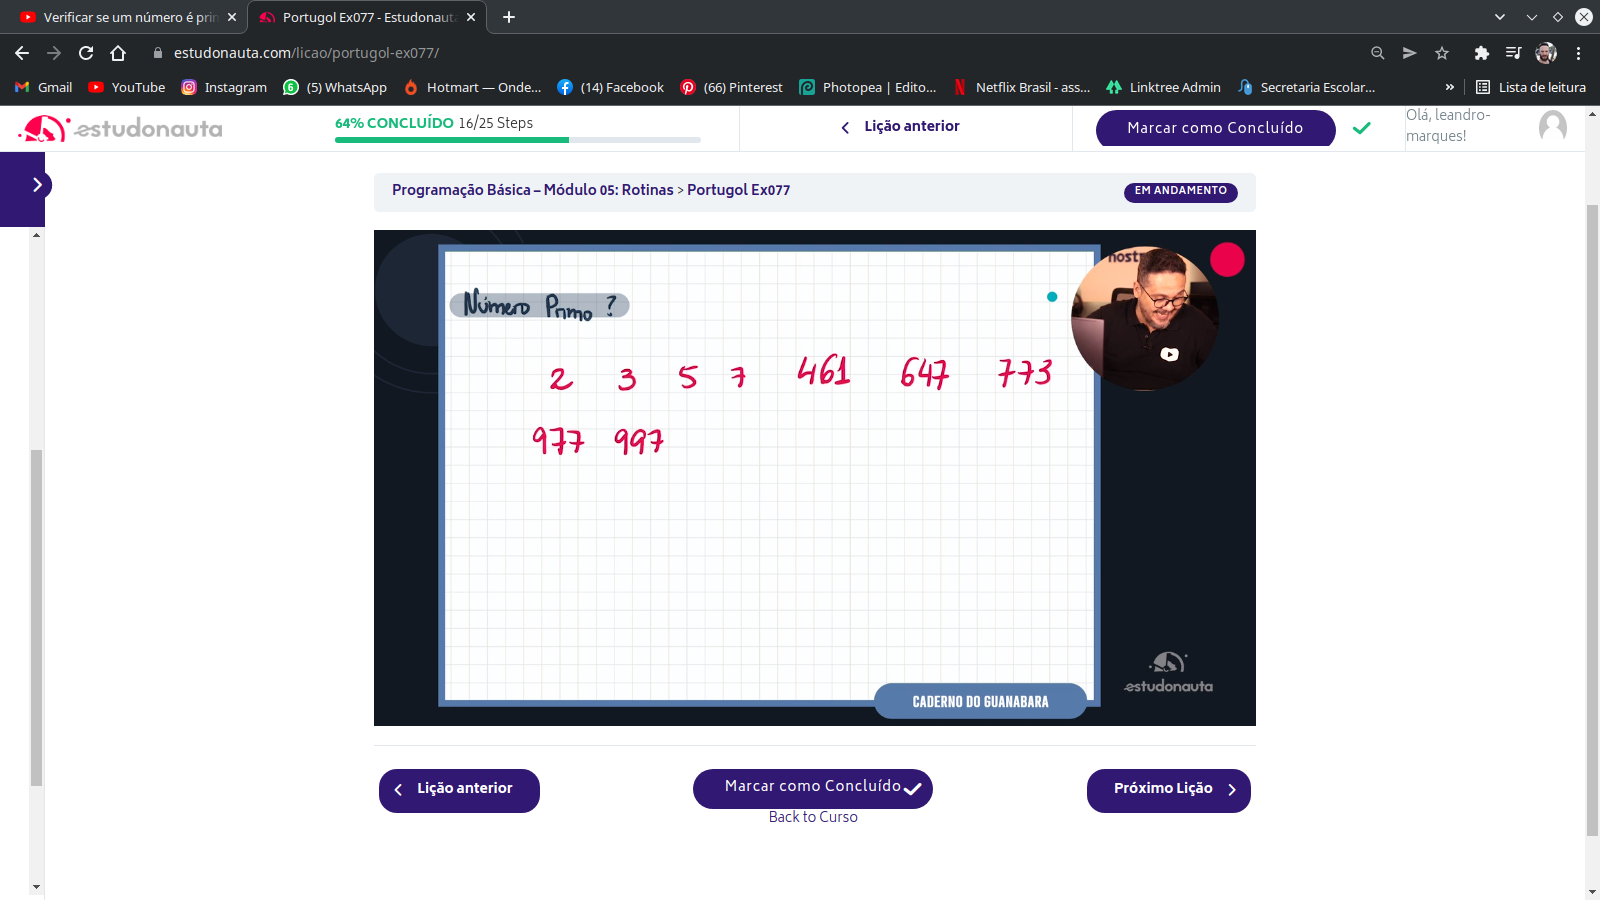 Verificar se um número é prin
Portugol Ex077 - Estudonauta
estudonauta.com/licao/portugol-ex077/
Gmail YouTube Instagram (5) WhatsApp Hotmart — Onde... (14) Facebook (66) Pinterest Photopea | Edito... Netflix Brasil - ass... Linktree Admin Secretaria Escolar... » Lista de leitura
estudonauta
64% CONCLUÍDO 16/25 Steps
Lição anterior
Marcar como Concluído
Olá, leandro-
marques!
Programação Básica – Módulo 05: Rotinas > Portugol Ex077
EM ANDAMENTO
host
Número Primo ?
2 3 5 7 461 647 773
977 997
estudonauta
CADERNO DO GUANABARA
Lição anterior
Marcar como Concluído
Próximo Lição
Back to Curso